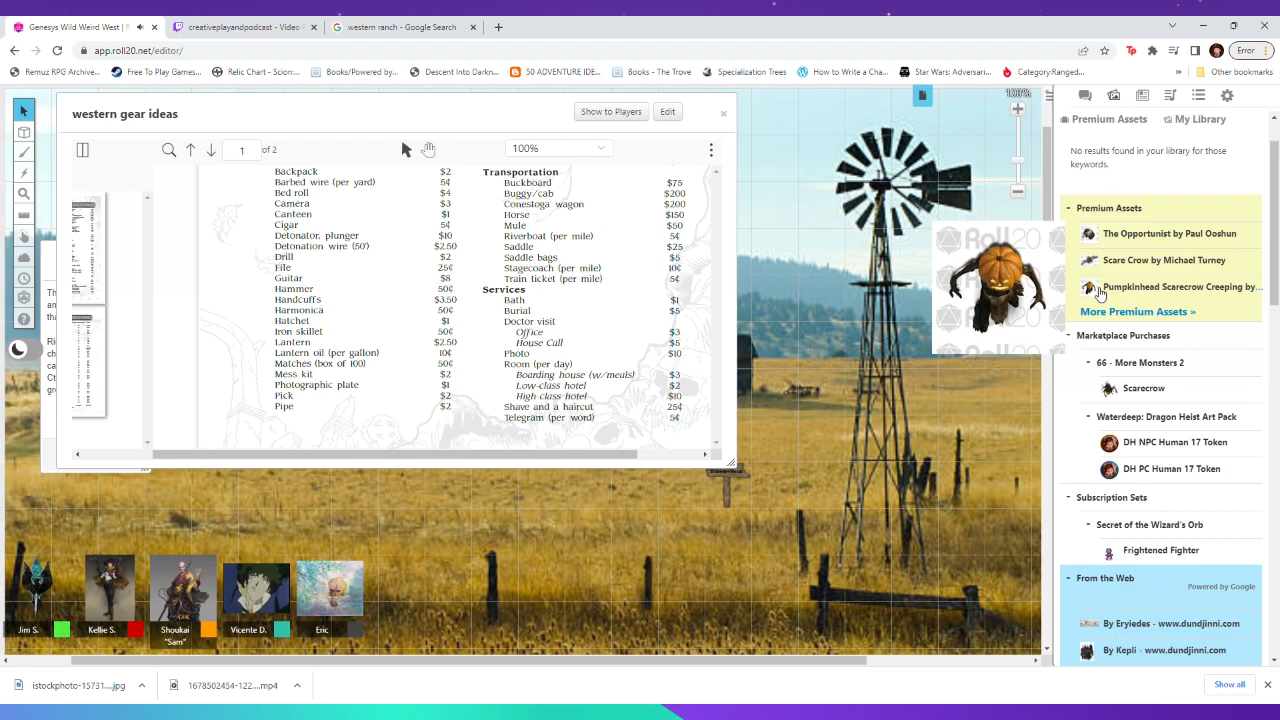 Genesys Wild Weird West | R
creativeplayandpodcast - Video F
western ranch - Google Search
app.roll20.net/editor/
Error
Remuz RPG Archive...
Free To Play Games...
Relic Chart - Scion:...
Books/Powered by...
Descent Into Darkn...
50 ADVENTURE IDE...
Books - The Trove
Specialization Trees
How to Write a Cha...
Star Wars: Adversari...
Category:Ranged...
»
Other bookmarks
western gear ideas
Show to Players
Edit
1
of 2
100%
Backpack $2
Barbed wire (per yard) 5¢
Bed roll $4
Camera $3
Canteen $1
Cigar 5¢
Detonator, plunger $10
Detonation wire (50') $2.50
Drill $2
File 25¢
Guitar $8
Hammer 50¢
Handcuffs $3.50
Harmonica 50¢
Hatchet $1
Iron skillet 50¢
Lantern $2.50
Lantern oil (per gallon) 10¢
Matches (box of 100) 50¢
Mess kit $2
Photographic plate $1
Pick $2
Pipe $2
Transportation
Buckboard $75
Buggy/cab $200
Conestoga wagon $200
Horse $150
Mule $50
Riverboat (per mile) 5¢
Saddle $25
Saddle bags $5
Stagecoach (per mile) 10¢
Train ticket (per mile) 5¢
Services
Bath $1
Burial $5
Doctor visit
Office $3
House Call $5
Photo $10
Room (per day)
Boarding house (w/meals) $3
Low-class hotel $2
High class hotel $10
Shave and a haircut 25¢
Telegram (per word) 5¢
100%
Roll20
Premium Assets
My Library
No results found in your library for those
keywords.
- Premium Assets
The Opportunist by Paul Ooshun
Scare Crow by Michael Turney
Pumpkinhead Scarecrow Creeping by...
More Premium Assets »
- Marketplace Purchases
- 66 - More Monsters 2
Scarecrow
- Waterdeep: Dragon Heist Art Pack
DH NPC Human 17 Token
DH PC Human 17 Token
- Subscription Sets
- Secret of the Wizard's Orb
Frightened Fighter
- From the Web
Powered by Google
By Eryiedes - www.dundjinni.com
By Kepli - www.dundjinni.com
Jim S.
Kellie S.
Shoukai
"Sam"
Vicente D.
Eric
istockphoto-15731....jpg
1678502454-122....mp4
Show all